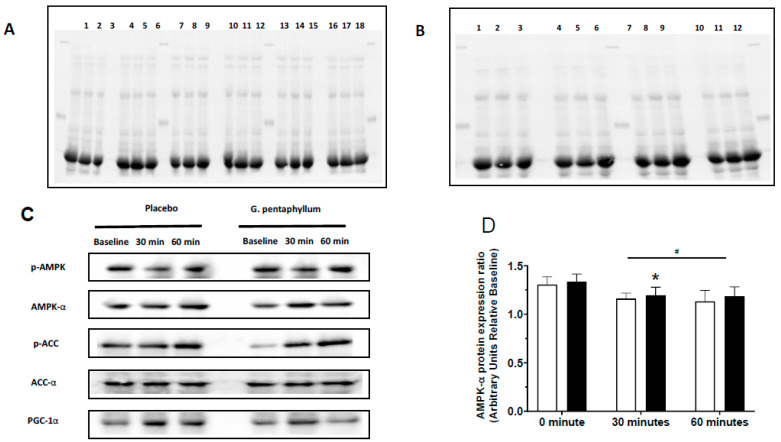 A
1 2 3 4 5 6 7 8 9 10 11 12 13 14 15 16 17 18
B
1 2 3 4 5 6 7 8 9 10 11 12
C
Placebo G. pentaphyllum
Baseline 30 min 60 min Baseline 30 min 60 min
p-AMPK
AMPK-α
p-ACC
ACC-α
PGC-1α
D
AMPK-α protein expression ratio
(Arbitrary Units Relative Baseline)
1.5
1.0
0.5
0.0
#
*
0 minute 30 minutes 60 minutes